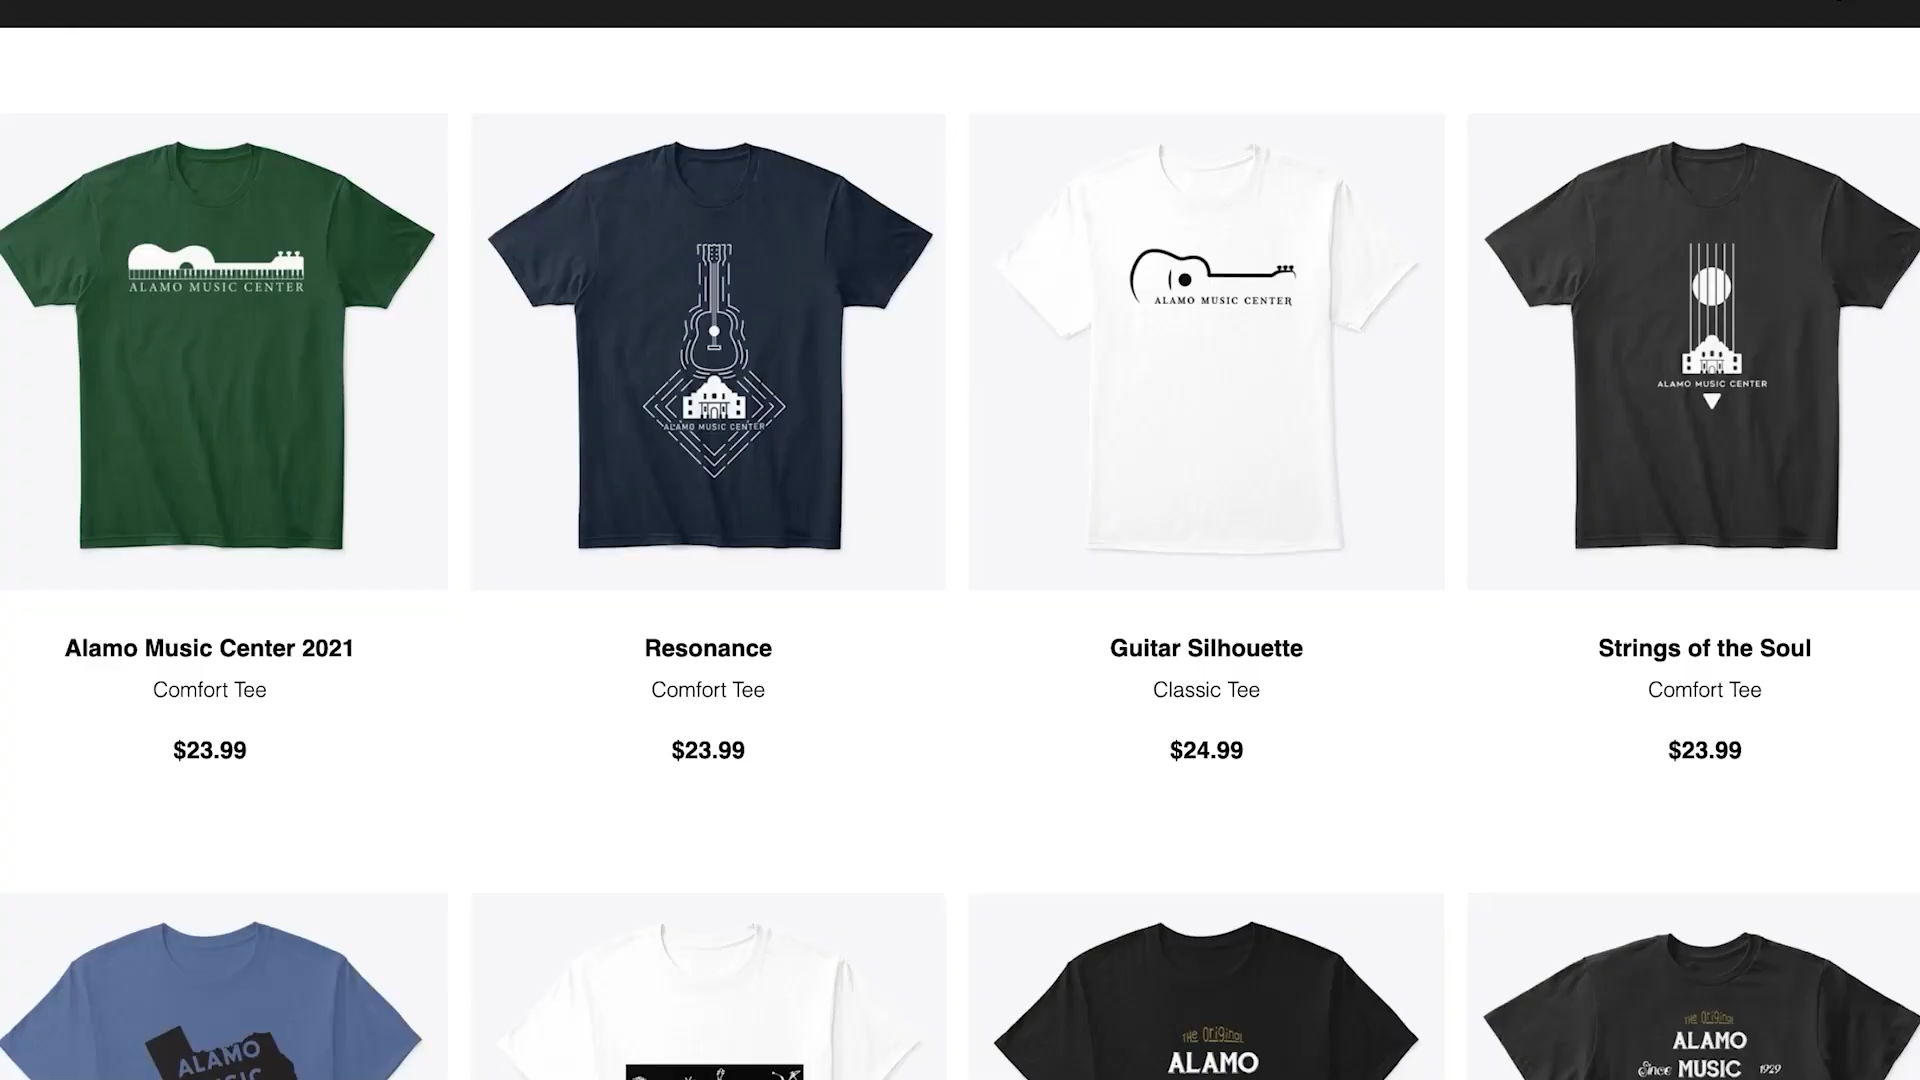 ALAMO MUSIC CENTER
ALAMO MUSIC CENTER
ALAMO MUSIC CENTER
ALAMO MUSIC CENTER
Alamo Music Center 2021
Comfort Tee
$23.99
Resonance
Comfort Tee
$23.99
Guitar Silhouette
Classic Tee
$24.99
Strings of the Soul
Comfort Tee
$23.99
ALAMO
MUSIC
THE Original
ALAMO
THE Original
ALAMO
Since MUSIC 1929